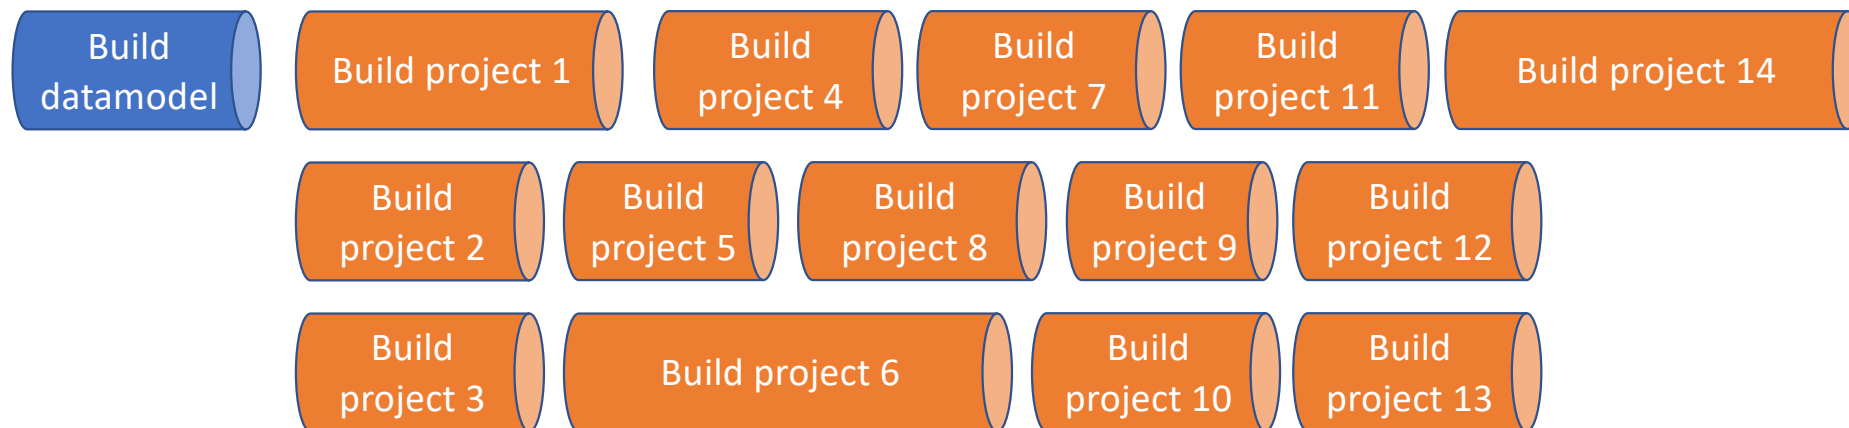 Build
datamodel
Build project 1
Build
project 4
Build
project 7
Build
project 11
Build project 14
Build
project 2
Build
project 5
Build
project 8
Build
project 9
Build
project 12
Build
project 3
Build project 6
Build
project 10
Build
project 13